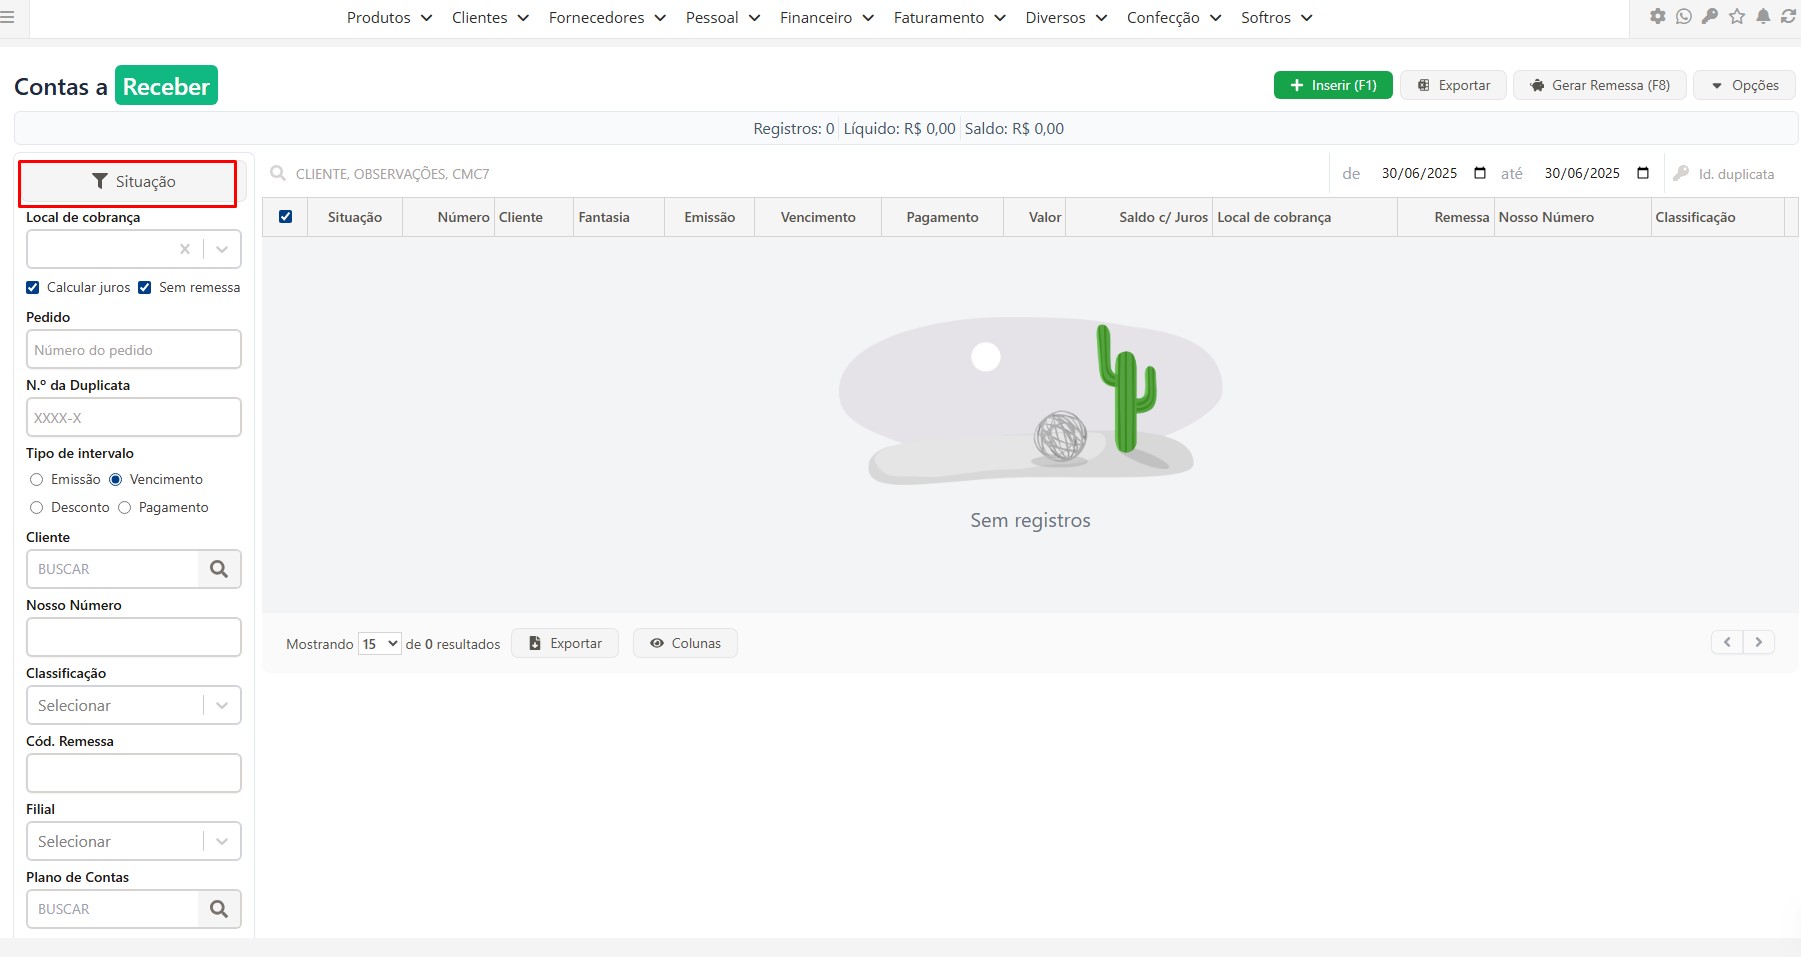 Produtos Clientes Fornecedores Pessoal Financeiro Faturamento Diversos Confecção Softros
Contas a Receber
Inserir (F1) Exportar Gerar Remessa (F8) Opções
Registros: 0 Líquido: R$ 0,00 Saldo: R$ 0,00
Situação
CLIENTE, OBSERVAÇÕES, CMC7 de 30/06/2025 até 30/06/2025 Id. duplicata
Situação Número Cliente Fantasia Emissão Vencimento Pagamento Valor Saldo c/ Juros Local de cobrança Remessa Nosso Número Classificação
Local de cobrança
Calcular juros Sem remessa
Pedido
Número do pedido
N.º da Duplicata
XXXX-X
Tipo de intervalo
Emissão Vencimento
Desconto Pagamento
Cliente
BUSCAR
Nosso Número
Classificação
Selecionar
Cód. Remessa
Filial
Selecionar
Plano de Contas
BUSCAR
Sem registros
Mostrando 15 de 0 resultados Exportar Colunas